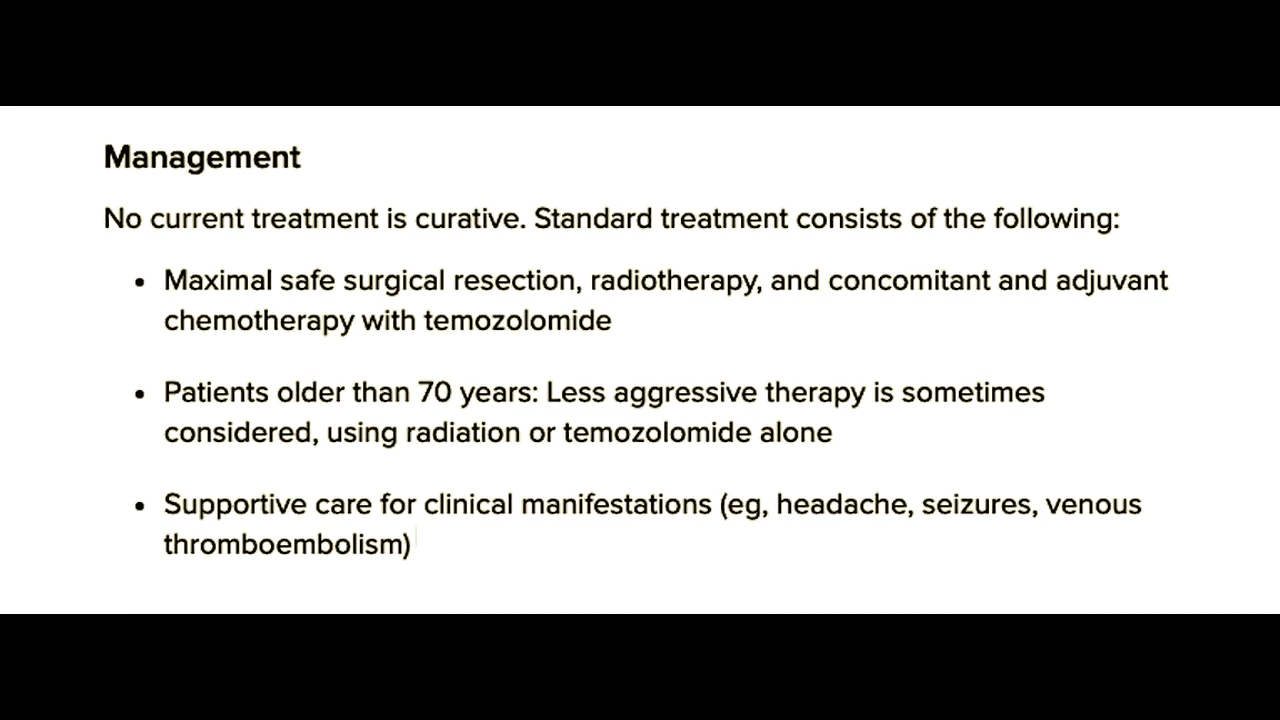 Management
No current treatment is curative. Standard treatment consists of the following:
• Maximal safe surgical resection, radiotherapy, and concomitant and adjuvant
chemotherapy with temozolomide
• Patients older than 70 years: Less aggressive therapy is sometimes
considered, using radiation or temozolomide alone
• Supportive care for clinical manifestations (eg, headache, seizures, venous
thromboembolism)